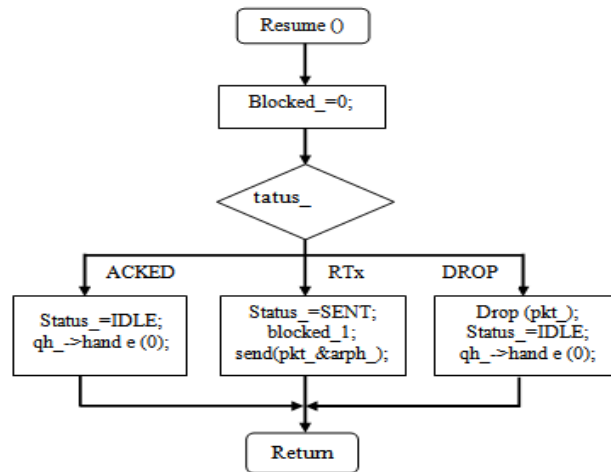 Resume ()
Blocked_=0;
tatus_
ACKED
RTx
DROP
Status_=IDLE;
qh_->hand e (0);
Status_=SENT;
blocked_1;
send(pkt_&arph_);
Drop (pkt_);
Status_=IDLE;
qh_->hand e (0);
Return